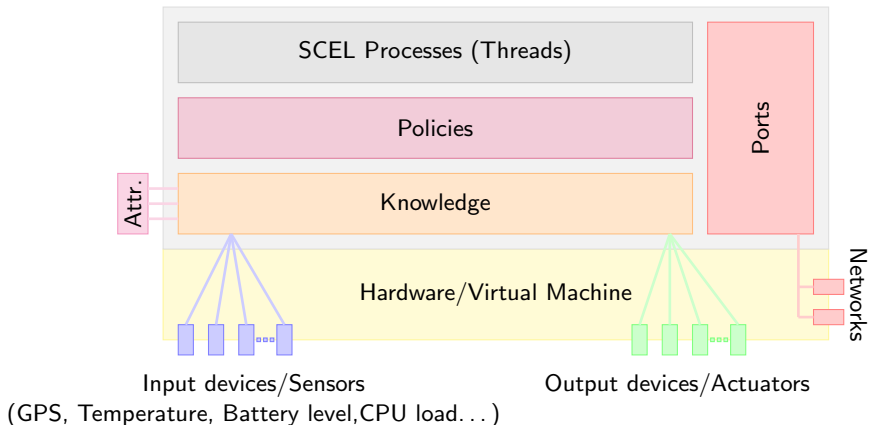 SCEL Processes (Threads)
Policies
Ports
Attr.
Knowledge
Hardware/Virtual Machine
Networks
Input devices/Sensors
(GPS, Temperature, Battery level,CPU load...)
Output devices/Actuators